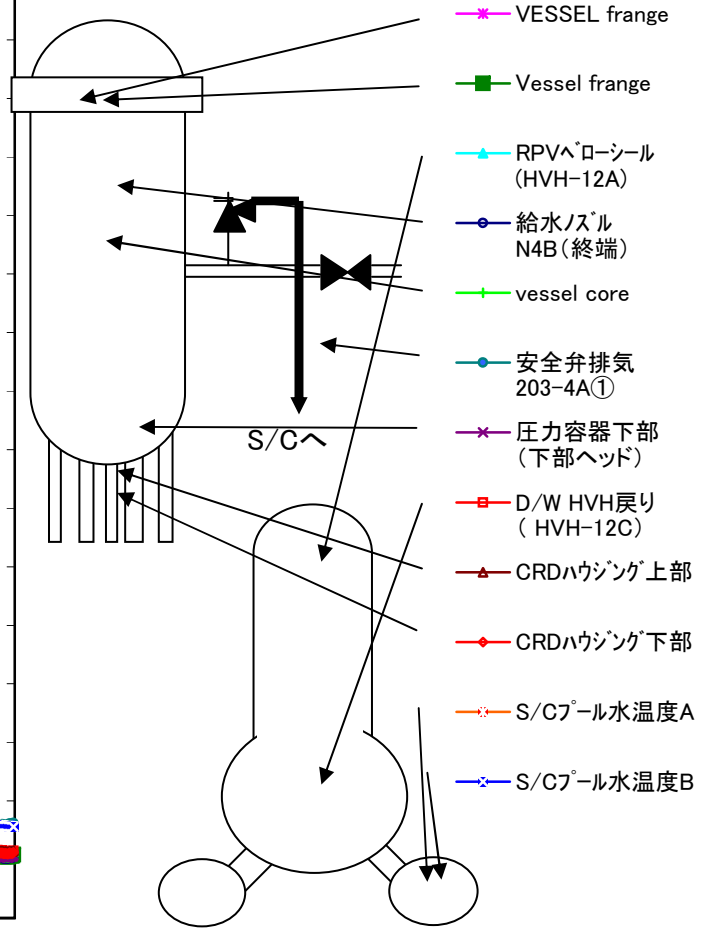 VESSEL frange
Vessel frange
RPVベローシール
(HVH-12A)
給水ノズル
N4B(終端)
vessel core
安全弁排気
203-4A①
圧力容器下部
(下部ヘッド)
D/W HVH戻り
( HVH-12C)
CRDハウジング上部
CRDハウジング下部
S/Cプール水温度A
S/Cプール水温度B
S/Cへ